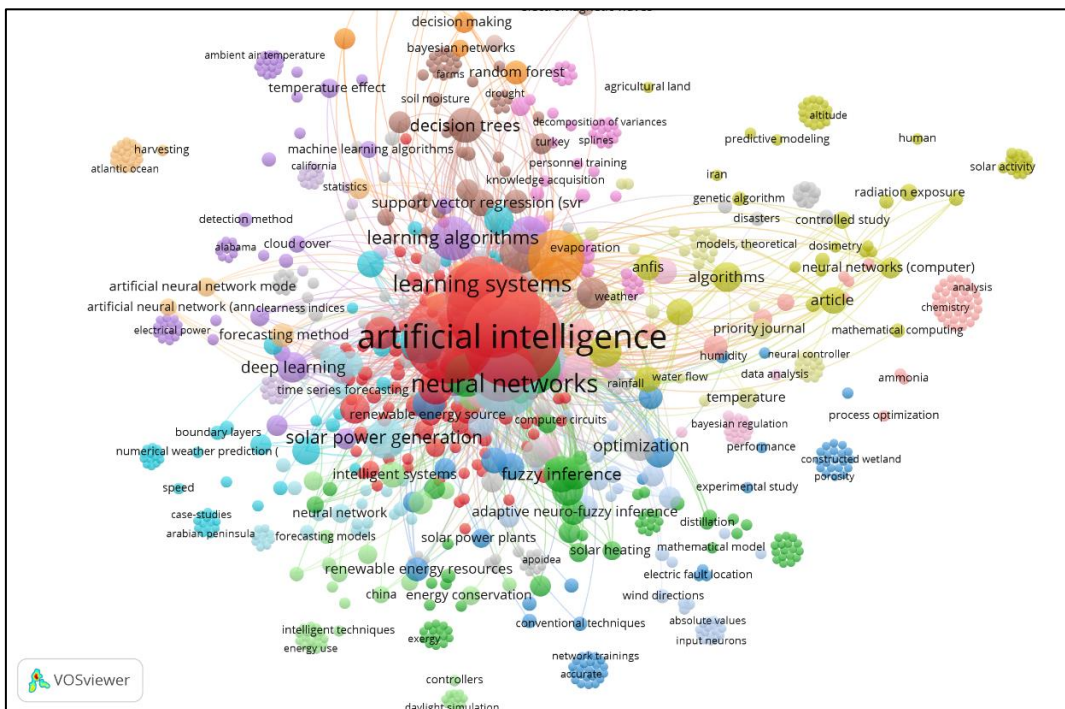 decision making
ambient air temperature
bayesian networks
temperature effect
farms
random forest
soil moisture
drought
agricultural land
decision trees
decomposition of variances
altitude
turkey
splines
predictive modeling
human
harvesting
machine learning algorithms
personnel training
atlantic ocean
california
iran
solar activity
statistics
knowledge acquisition
genetic algorithm
radiation exposure
support vector regression (svr
detection method
disasters
controlled study
learning algorithms
alabama
cloud cover
evaporation
models, theoretical
dosimetry
anfis
algorithms
neural networks (computer)
artificial neural network mode
learning systems
weather
analysis
article
chemistry
artificial neural network (ann
clearness indices
electrical power
forecasting method
artificial intelligence
priority journal
mathematical computing
humidity
neural controller
deep learning
neural networks
rainfall
water flow
data analysis
ammonia
time series forecasting
temperature
renewable energy source
computer circuits
process optimization
bayesian regulation
boundary layers
solar power generation
optimization
performance
numerical weather prediction (
constructed wetland
intelligent systems
fuzzy inference
porosity
speed
experimental study
case-studies
neural network
adaptive neuro-fuzzy inference
distillation
arabian peninsula
forecasting models
solar power plants
solar heating
mathematical model
apoidea
renewable energy resources
electric fault location
china
energy conservation
wind directions
absolute values
intelligent techniques
exergy
conventional techniques
input neurons
energy use
network trainings
accurate
controllers
daylight simulation
VOSviewer